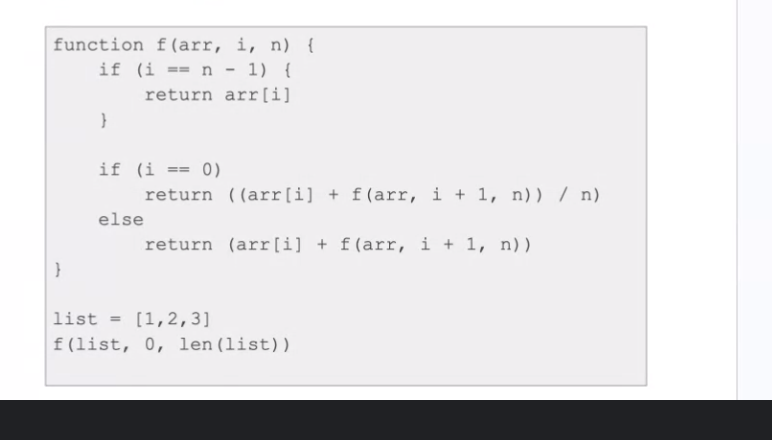 function f(arr, i, n) {
    if (i == n - 1) {
        return arr[i]
    }

    if (i == 0)
        return ((arr[i] + f(arr, i + 1, n)) / n)
    else
        return (arr[i] + f(arr, i + 1, n))
}

list = [1,2,3]
f(list, 0, len(list))